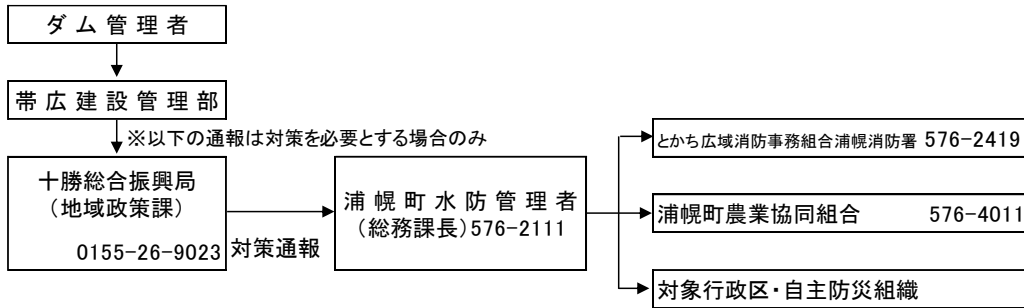 ダム管理者
帯広建設管理部
※以下の通報は対策を必要とする場合のみ
十勝総合振興局
（地域政策課）
0155-26-9023
対策通報
浦幌町水防管理者
（総務課長）576-2111
とかち広域消防事務組合浦幌消防署 576-2419
浦幌町農業協同組合 576-4011
対象行政区・自主防災組織